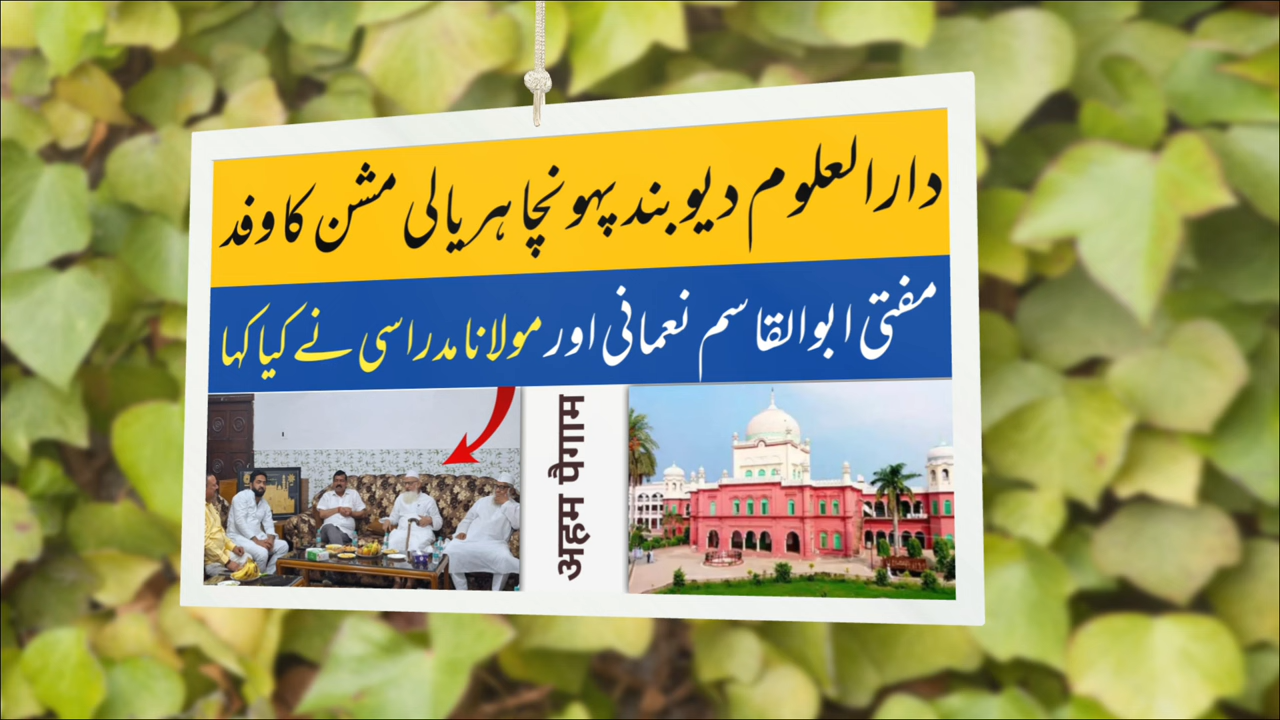 دارالعلوم دیوبند پہونچا ہریالی مشن کا وفد
مفتی ابوالقاسم نعمانی اور مولانا مدراسی نے کیا کہا
अहम पैगाम